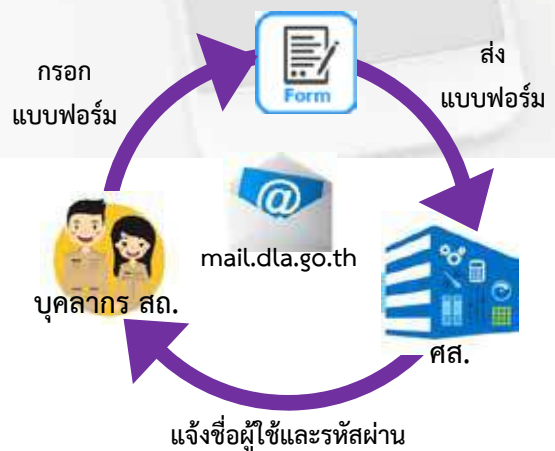 กรอก
แบบฟอร์ม
Form
ส่ง
แบบฟอร์ม
@
mail.dla.go.th
บุคลากร สถ.
ศส.
แจ้งชื่อผู้ใช้และรหัสผ่าน